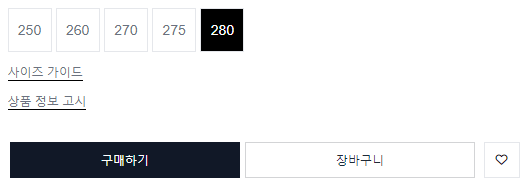 250 260 270 275 280
사이즈 가이드
상품 정보 고시
구매하기 장바구니